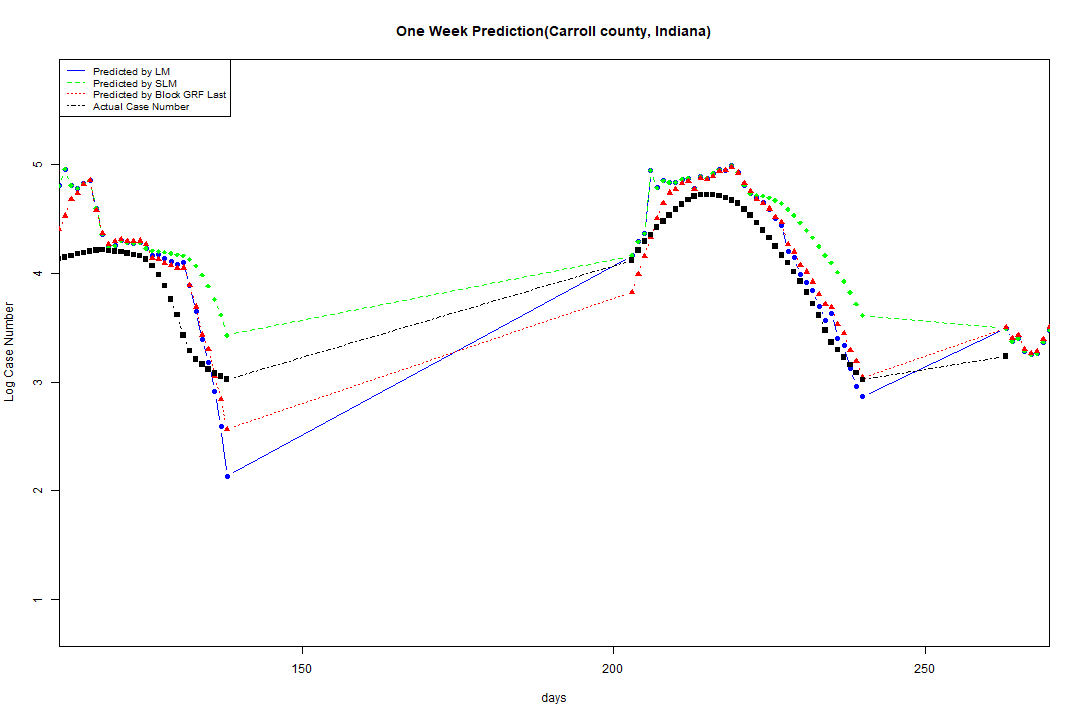 One Week Prediction(Carroll county, Indiana)
Predicted by LM
Predicted by SLM
Predicted by Block GRF Last
Actual Case Number
5
4
3
2
1
Log Case Number
150 200 250
days